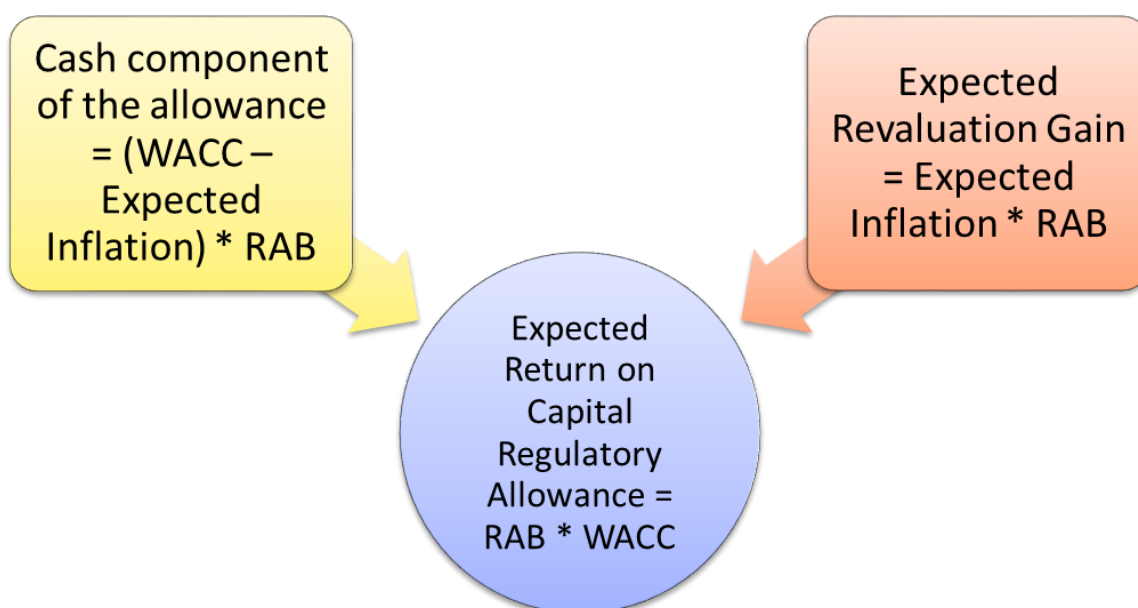 Cash component
of the allowance
= (WACC –
Expected
Inflation) * RAB
Expected
Revaluation Gain
= Expected
Inflation * RAB
Expected
Return on
Capital
Regulatory
Allowance =
RAB * WACC